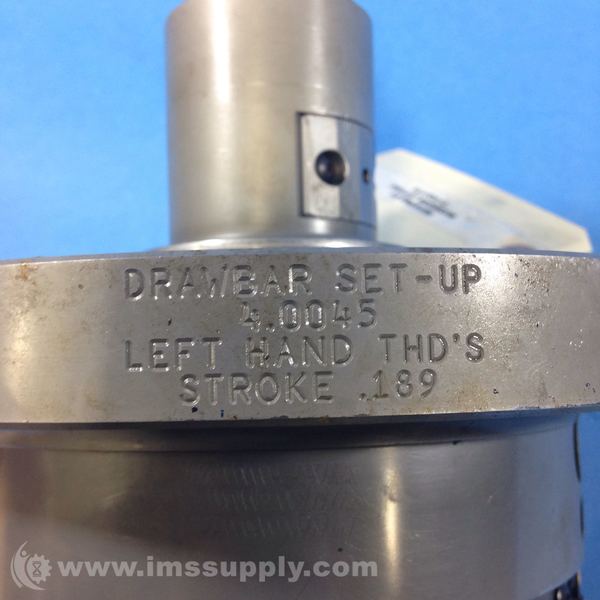 DRAWBAR SET-UP
4.0045
LEFT HAND THD'S
STROKE .189
www.imssupply.com